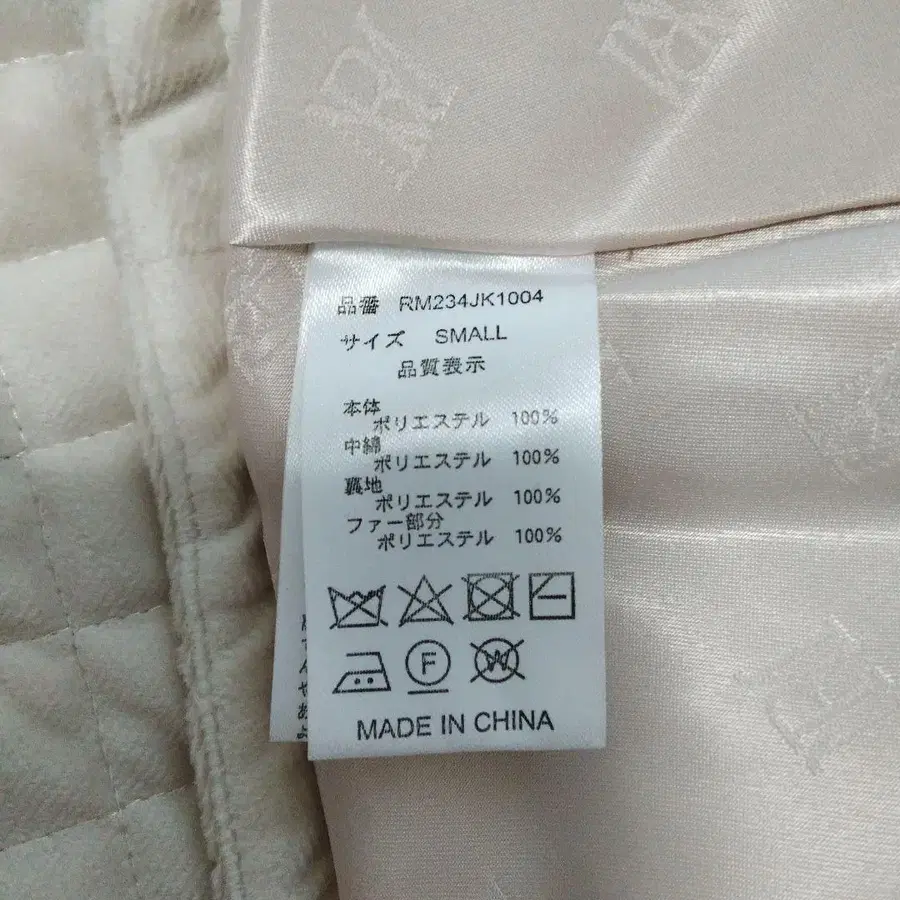 品番 RM234JK1004
サイズ SMALL
品質表示
本体
ポリエステル 100%
中綿
ポリエステル 100%
裏地
ポリエステル 100%
ファー部分
ポリエステル 100%
F
W
MADE IN CHINA